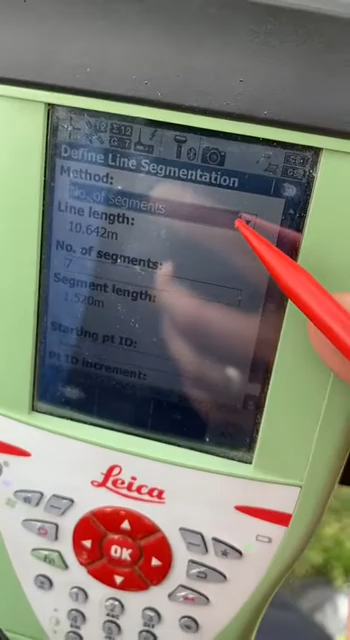 Define Line Segmentation
Method:
No. of Segments
Line length:
10.642m
No. of segments:
7
Segment length:
1.520m
Starting pt ID:
Pt ID increment:
Leica
OK